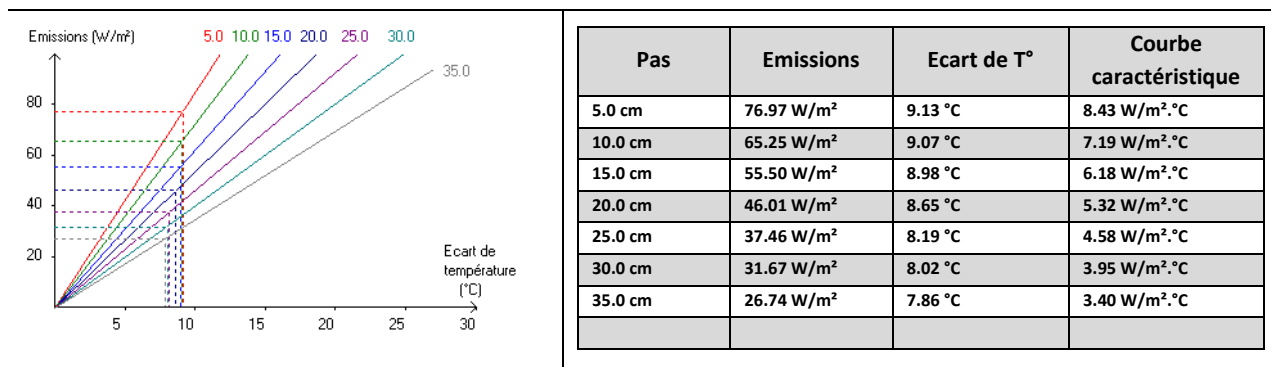 Emissions (W/m²)
5.0 10.0 15.0 20.0 25.0 30.0
35.0
80
60
40
20
Ecart de
température
(°C)
5 10 15 20 25 30
Pas Emissions Ecart de T° Courbe
caractéristique
5.0 cm 76.97 W/m² 9.13 °C 8.43 W/m².°C
10.0 cm 65.25 W/m² 9.07 °C 7.19 W/m².°C
15.0 cm 55.50 W/m² 8.98 °C 6.18 W/m².°C
20.0 cm 46.01 W/m² 8.65 °C 5.32 W/m².°C
25.0 cm 37.46 W/m² 8.19 °C 4.58 W/m².°C
30.0 cm 31.67 W/m² 8.02 °C 3.95 W/m².°C
35.0 cm 26.74 W/m² 7.86 °C 3.40 W/m².°C